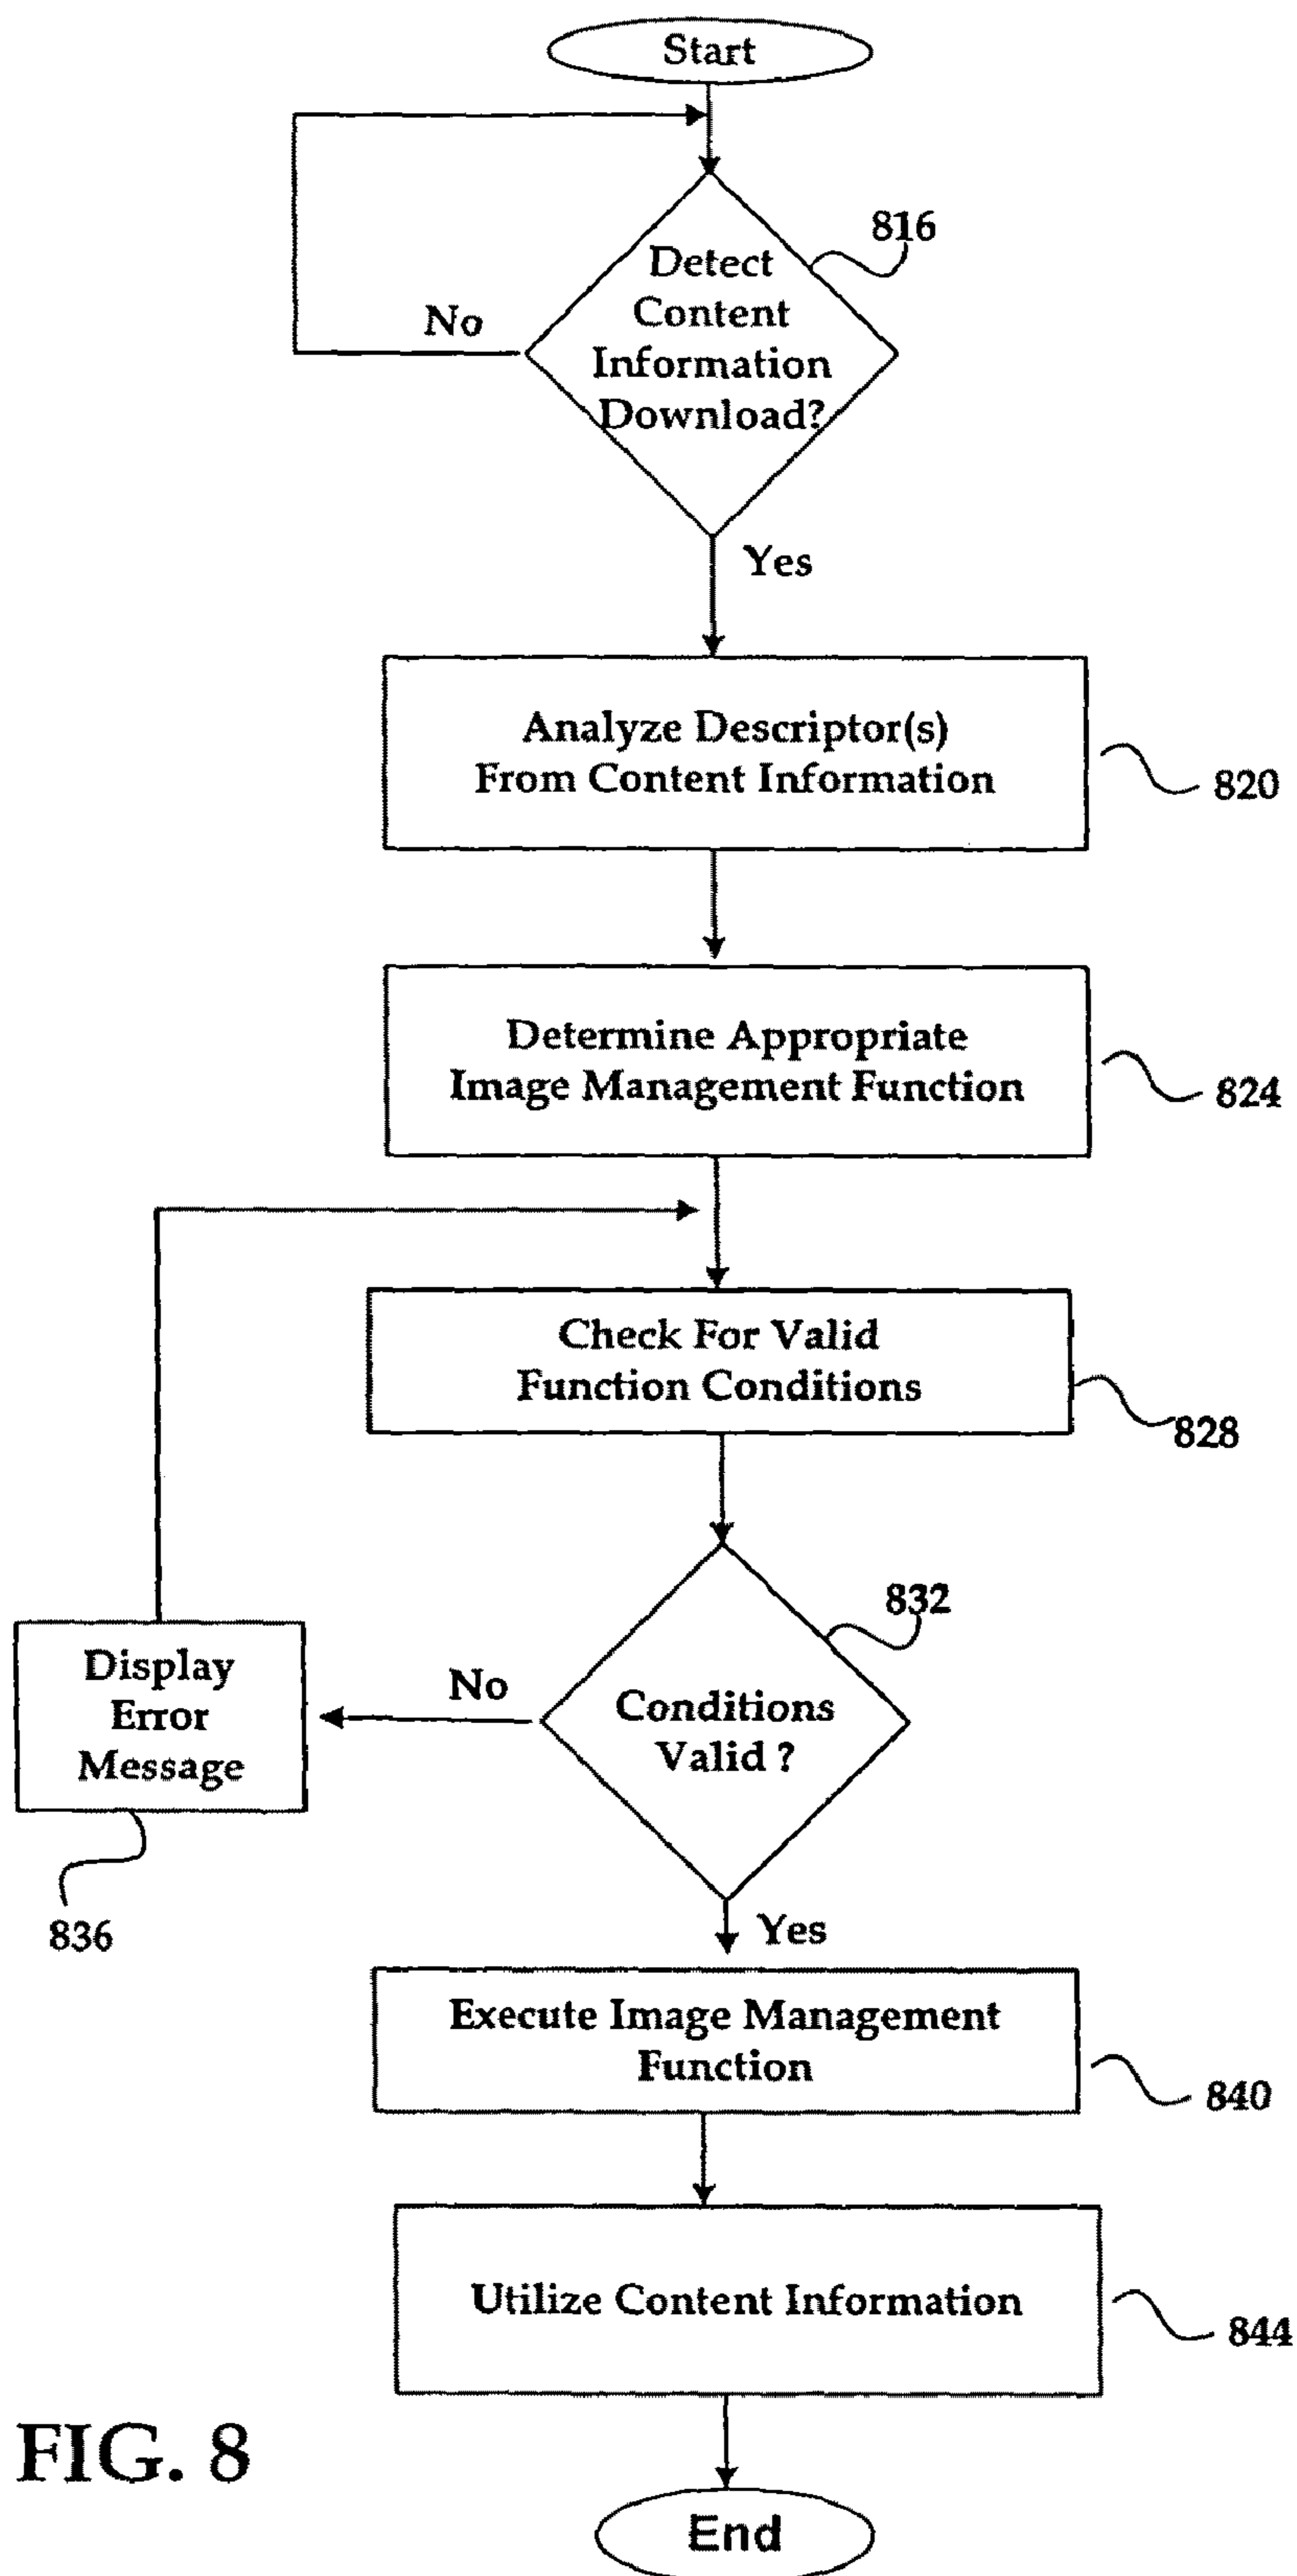 Start
816
Detect
Content
Information
Download?
No
Yes
Analyze Descriptor(s)
From Content Information
820
Determine Appropriate
Image Management Function
824
Check For Valid
Function Conditions
828
832
Conditions
Valid ?
No
Display
Error
Message
836
Yes
Execute Image Management
Function
840
Utilize Content Information
844
FIG. 8
End